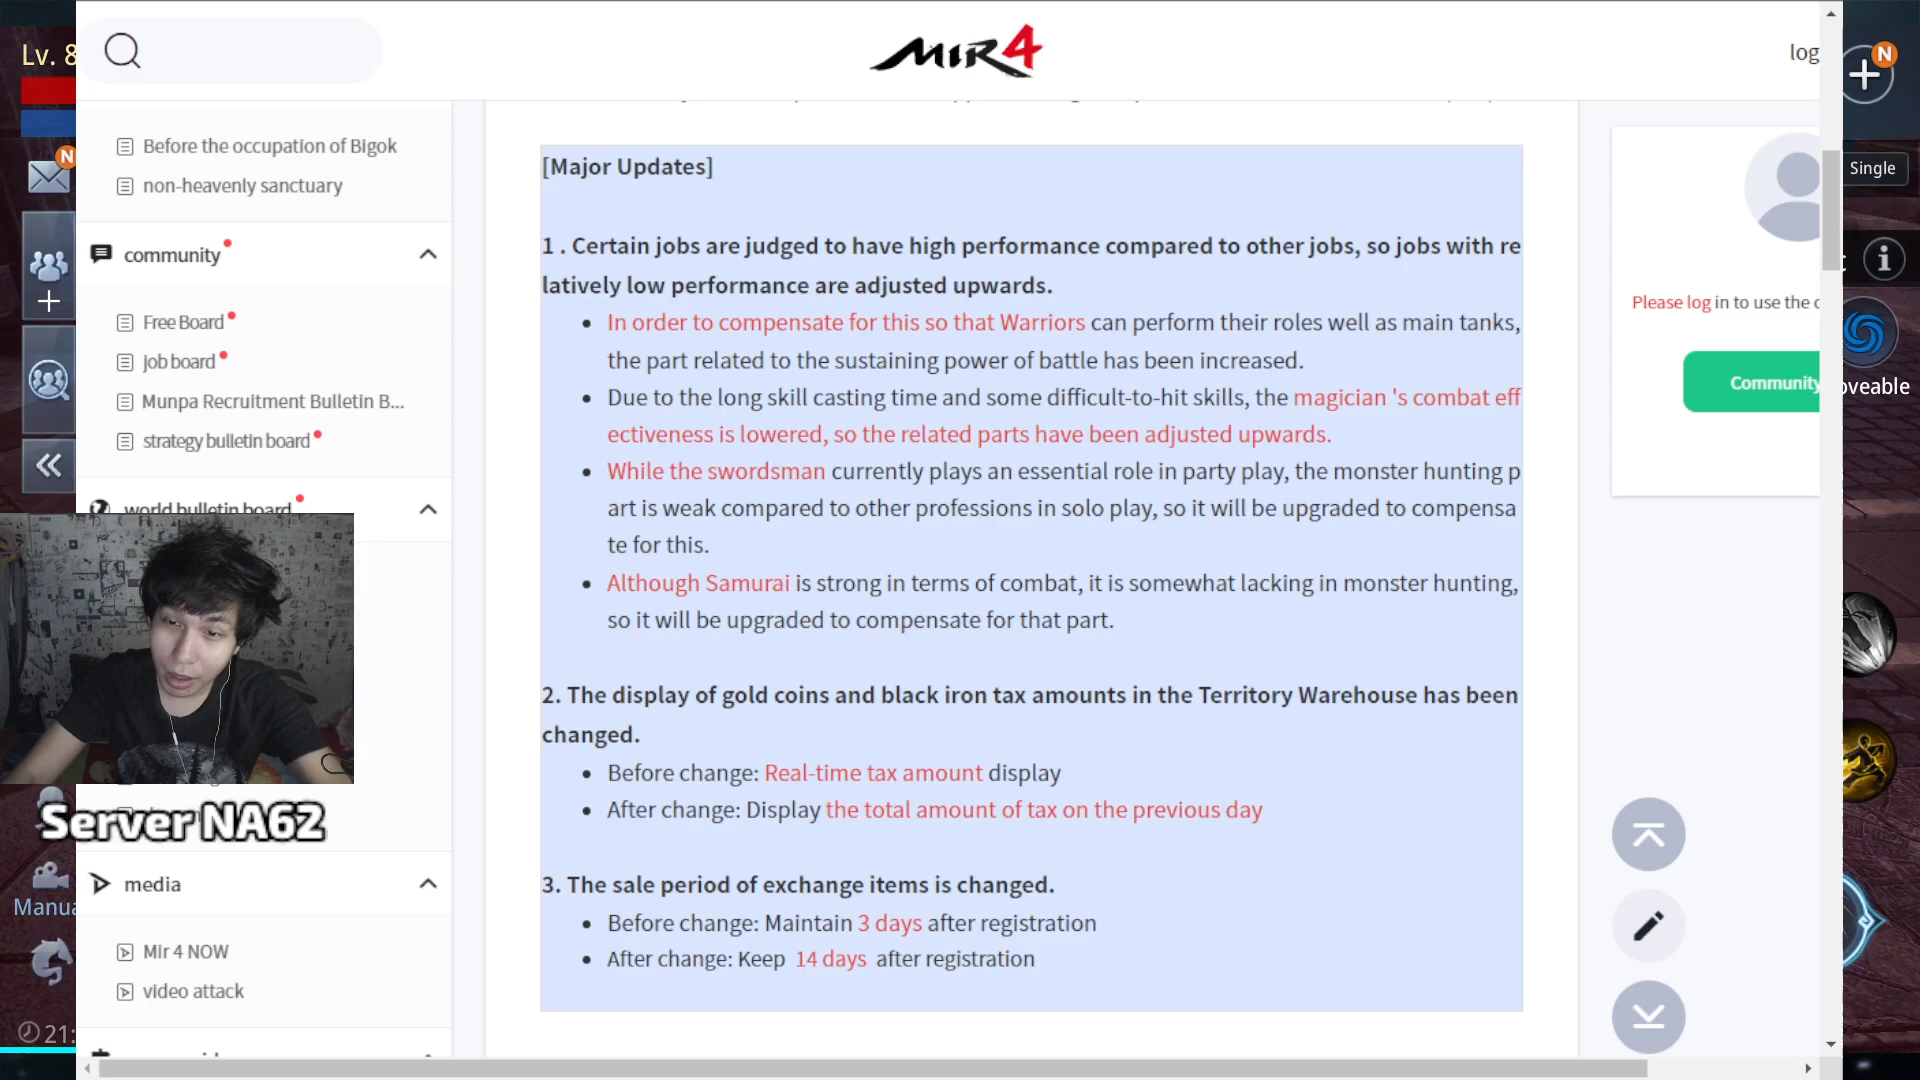 Lv. 8
MIR4
log
N
N
Before the occupation of Bigok
non-heavenly sanctuary
community
Free Board
job board
Munpa Recruitment Bulletin B...
strategy bulletin board
world bulletin board
Server NA62
media
Manua
Mir 4 NOW
video attack
21:
[Major Updates]
1 . Certain jobs are judged to have high performance compared to other jobs, so jobs with re
latively low performance are adjusted upwards.
In order to compensate for this so that Warriors can perform their roles well as main tanks,
the part related to the sustaining power of battle has been increased.
Due to the long skill casting time and some difficult-to-hit skills, the magician 's combat eff
ectiveness is lowered, so the related parts have been adjusted upwards.
While the swordsman currently plays an essential role in party play, the monster hunting p
art is weak compared to other professions in solo play, so it will be upgraded to compensa
te for this.
Although Samurai is strong in terms of combat, it is somewhat lacking in monster hunting,
so it will be upgraded to compensate for that part.
2. The display of gold coins and black iron tax amounts in the Territory Warehouse has been
changed.
Before change: Real-time tax amount display
After change: Display the total amount of tax on the previous day
3. The sale period of exchange items is changed.
Before change: Maintain 3 days after registration
After change: Keep 14 days after registration
Single
Please log in to use the c
Community
oveable